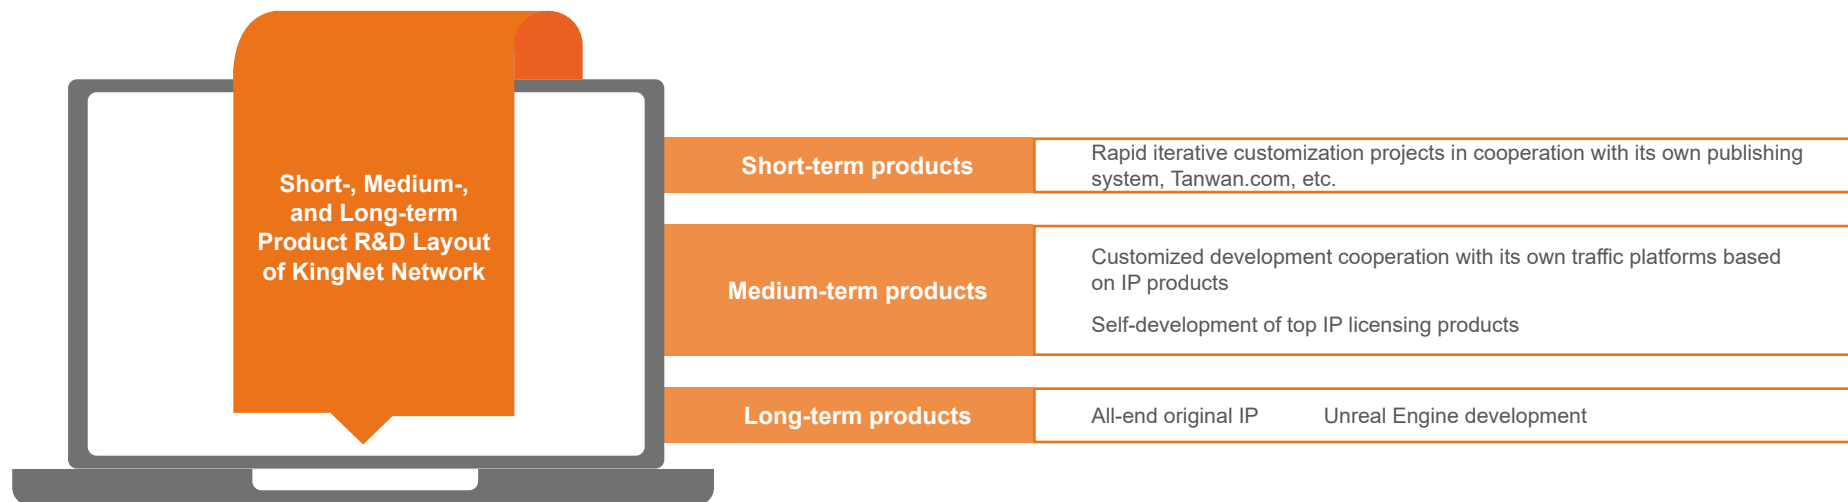 Short-, Medium-,
and Long-term
Product R&D Layout
of KingNet Network
Short-term products
Rapid iterative customization projects in cooperation with its own publishing
system, Tanwan.com, etc.
Medium-term products
Customized development cooperation with its own traffic platforms based
on IP products
Self-development of top IP licensing products
Long-term products
All-end original IP
Unreal Engine development